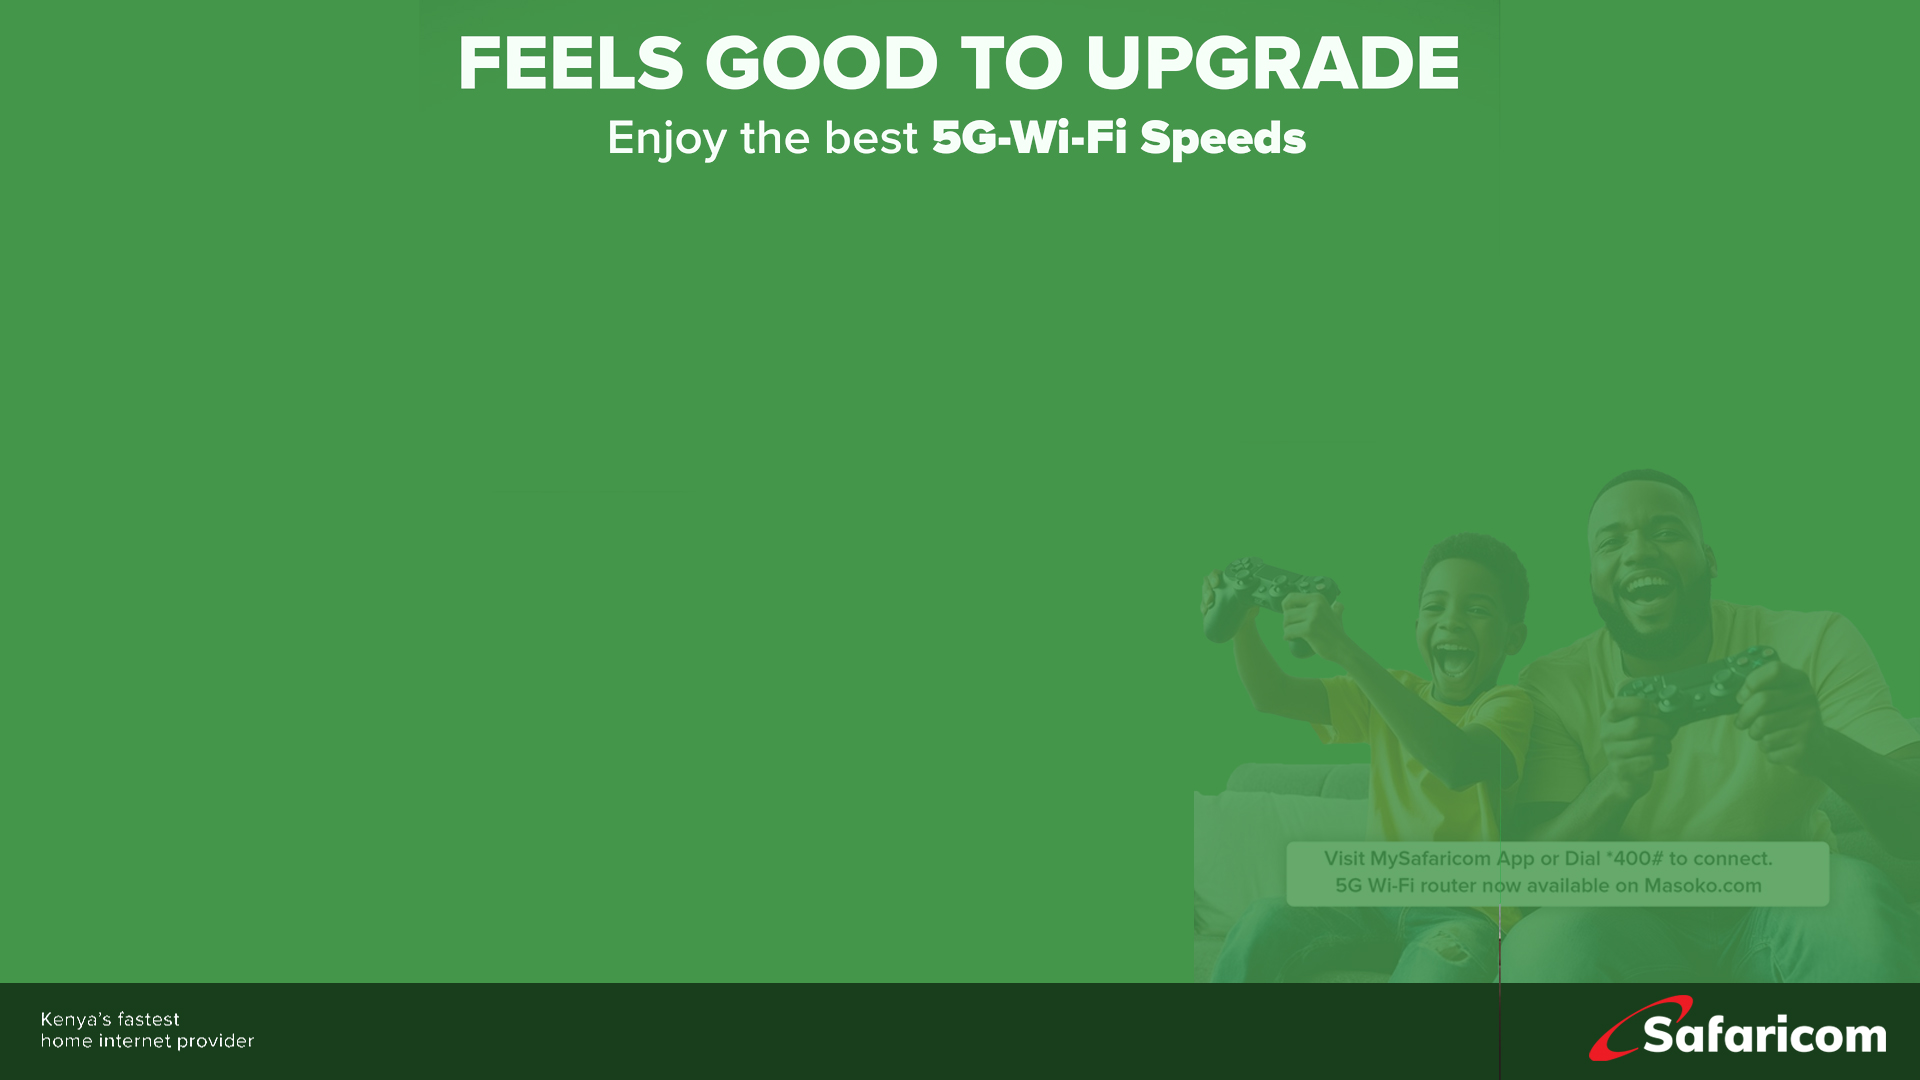 FEELS GOOD TO UPGRADE
Enjoy the best 5G-Wi-Fi Speeds
Visit MySafaricom App or Dial *400# to connect.
5G Wi-Fi router now available on Masoko.com
Kenya's fastest
home internet provider
Safaricom